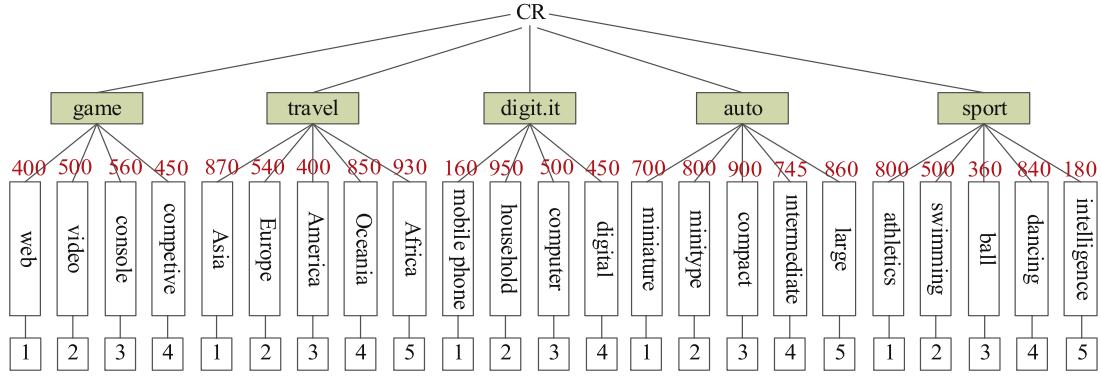 CR
game travel digit.it auto sport
400 500 560 450 870 540 400 850 930 160 950 500 450 700 800 900 745 860 800 500 360 840 180
web video console competive Asia Europe America Oceania Africa mobile phone household computer digital miniature minitype compact intermediate large athletics swimming ball dancing intelligence
1 2 3 4 1 2 3 4 5 1 2 3 4 1 2 3 4 5 1 2 3 4 5